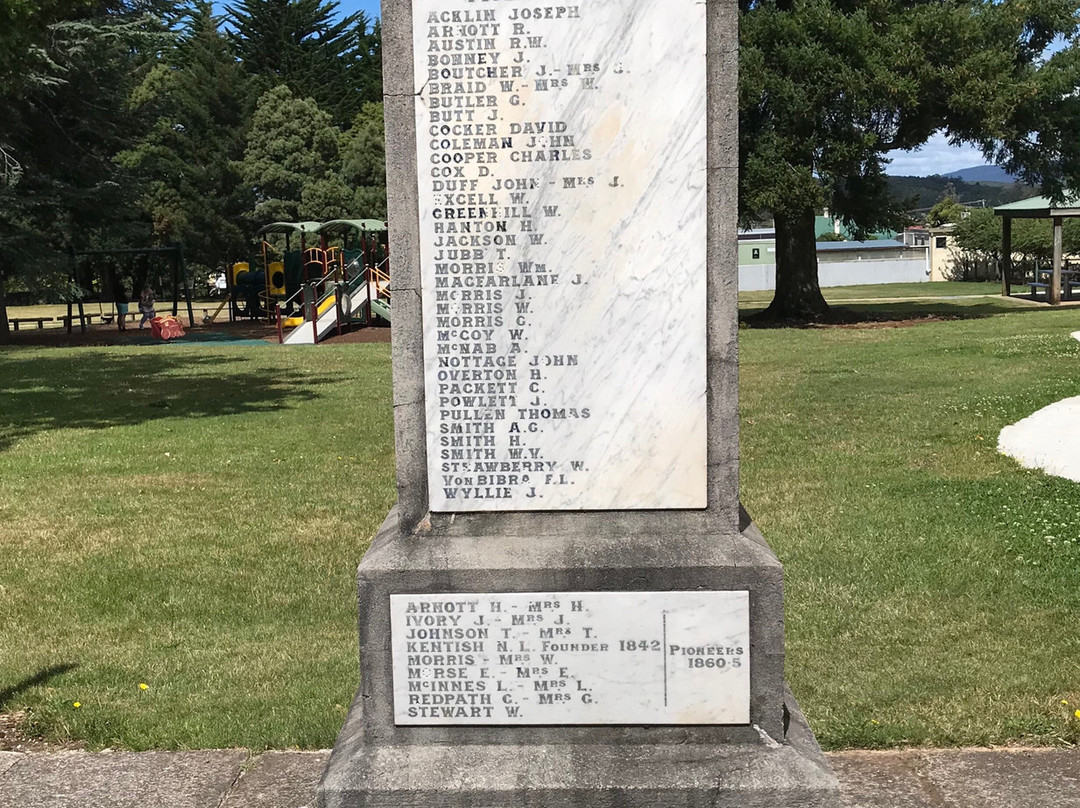 ACKLIN JOSEPH
ARNOTT R.
AUSTIN R.W.
BONNEY J.
BOUTCHER J.-MRS J.
BRAID W.-MRS W.
BUTLER G.
BUTT J.
COCKER DAVID
COLEMAN JOHN
COOPER CHARLES
COX D.
DUFF JOHN-MRS J.
EXCELL W.
GREENHILL W.
HANTON H.
JACKSON W.
JUBB T.
MORRIS WM.
MACFARLANE J.
MORRIS J.
MORRIS W.
MORRIS G.
MCCOY W.
MCNAB A.
NOTTAGE JOHN
OVERTON H.
PACKETT C.
POWLETT J.
PULLEN THOMAS
SMITH A.G.
SMITH H.
SMITH W.V.
STRAWBERRY W.
VON BIBRA F.L.
WYLLIE J.
ARNOTT H.-MRS H.
IVORY J.-MRS J.
JOHNSON T.-MRS T.
KENTISH N.L. FOUNDER 1842
MORRIS-MRS W.
MORSE E.-MRS E.
MCINNES L.-MRS L.
REDPATH G.-MRS G.
STEWART W.
PIONEERS
1860-5